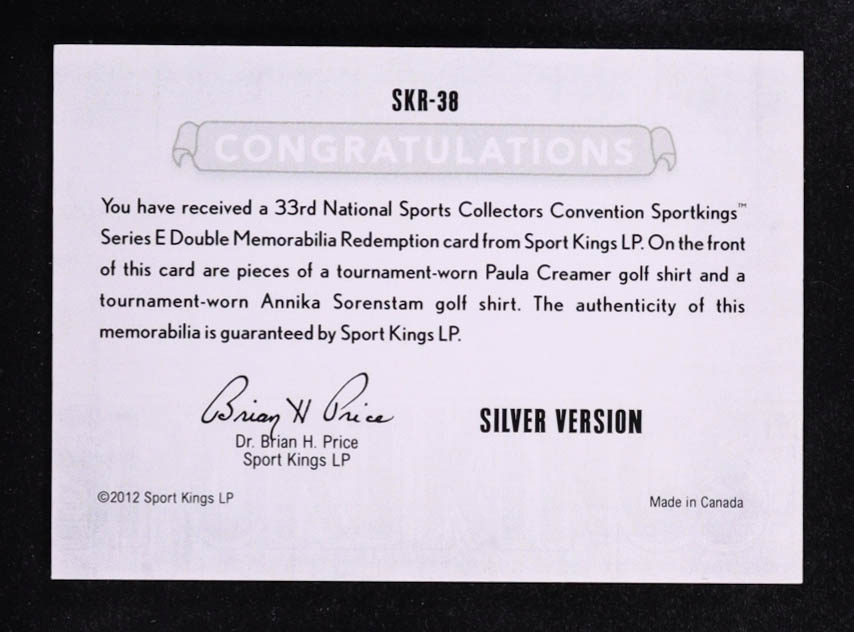 SKR-38
CONGRATULATIONS
You have received a 33rd National Sports Collectors Convention Sportkings™
Series E Double Memorabilia Redemption card from Sport Kings LP. On the front
of this card are pieces of a tournament-worn Paula Creamer golf shirt and a
tournament-worn Annika Sorenstam golf shirt. The authenticity of this
memorabilia is guaranteed by Sport Kings LP.
Brian H Price
Dr. Brian H. Price
SILVER VERSION
Sport Kings LP
©2012 Sport Kings LP
Made in Canada